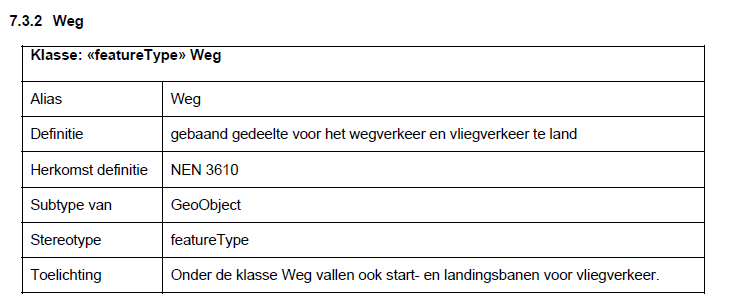 7.3.2 Weg
Klasse: «featureType» Weg
Alias Weg
Definitie gebaand gedeelte voor het wegverkeer en vliegverkeer te land
Herkomst definitie NEN 3610
Subtype van GeoObject
Stereotype featureType
Toelichting Onder de klasse Weg vallen ook start- en landingsbanen voor vliegverkeer.